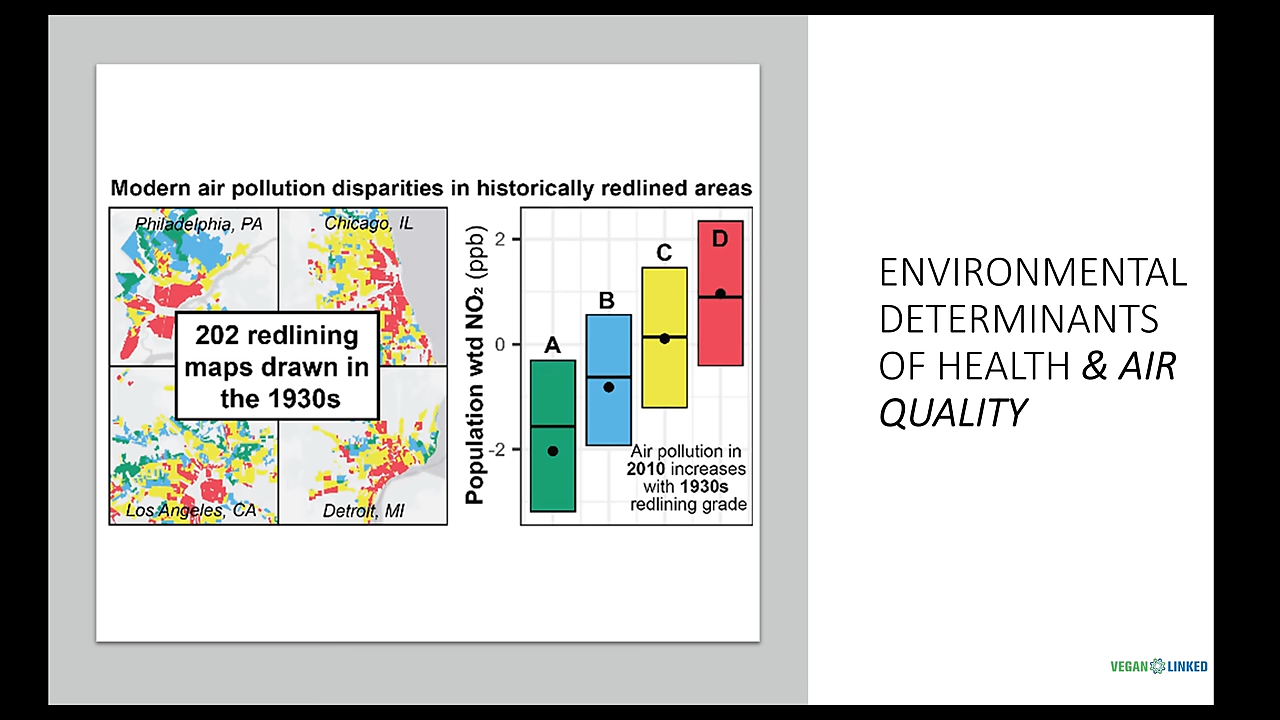 Modern air pollution disparities in historically redlined areas
Philadelphia, PA
Chicago, IL
202 redlining
maps drawn in
the 1930s
Los Angeles, CA
Detroit, MI
Population wtd NO₂ (ppb)
2
0
-2
A
B
C
D
Air pollution in
2010 increases
with 1930s
redlining grade
ENVIRONMENTAL
DETERMINANTS
OF HEALTH & AIR
QUALITY
VEGAN LINKED